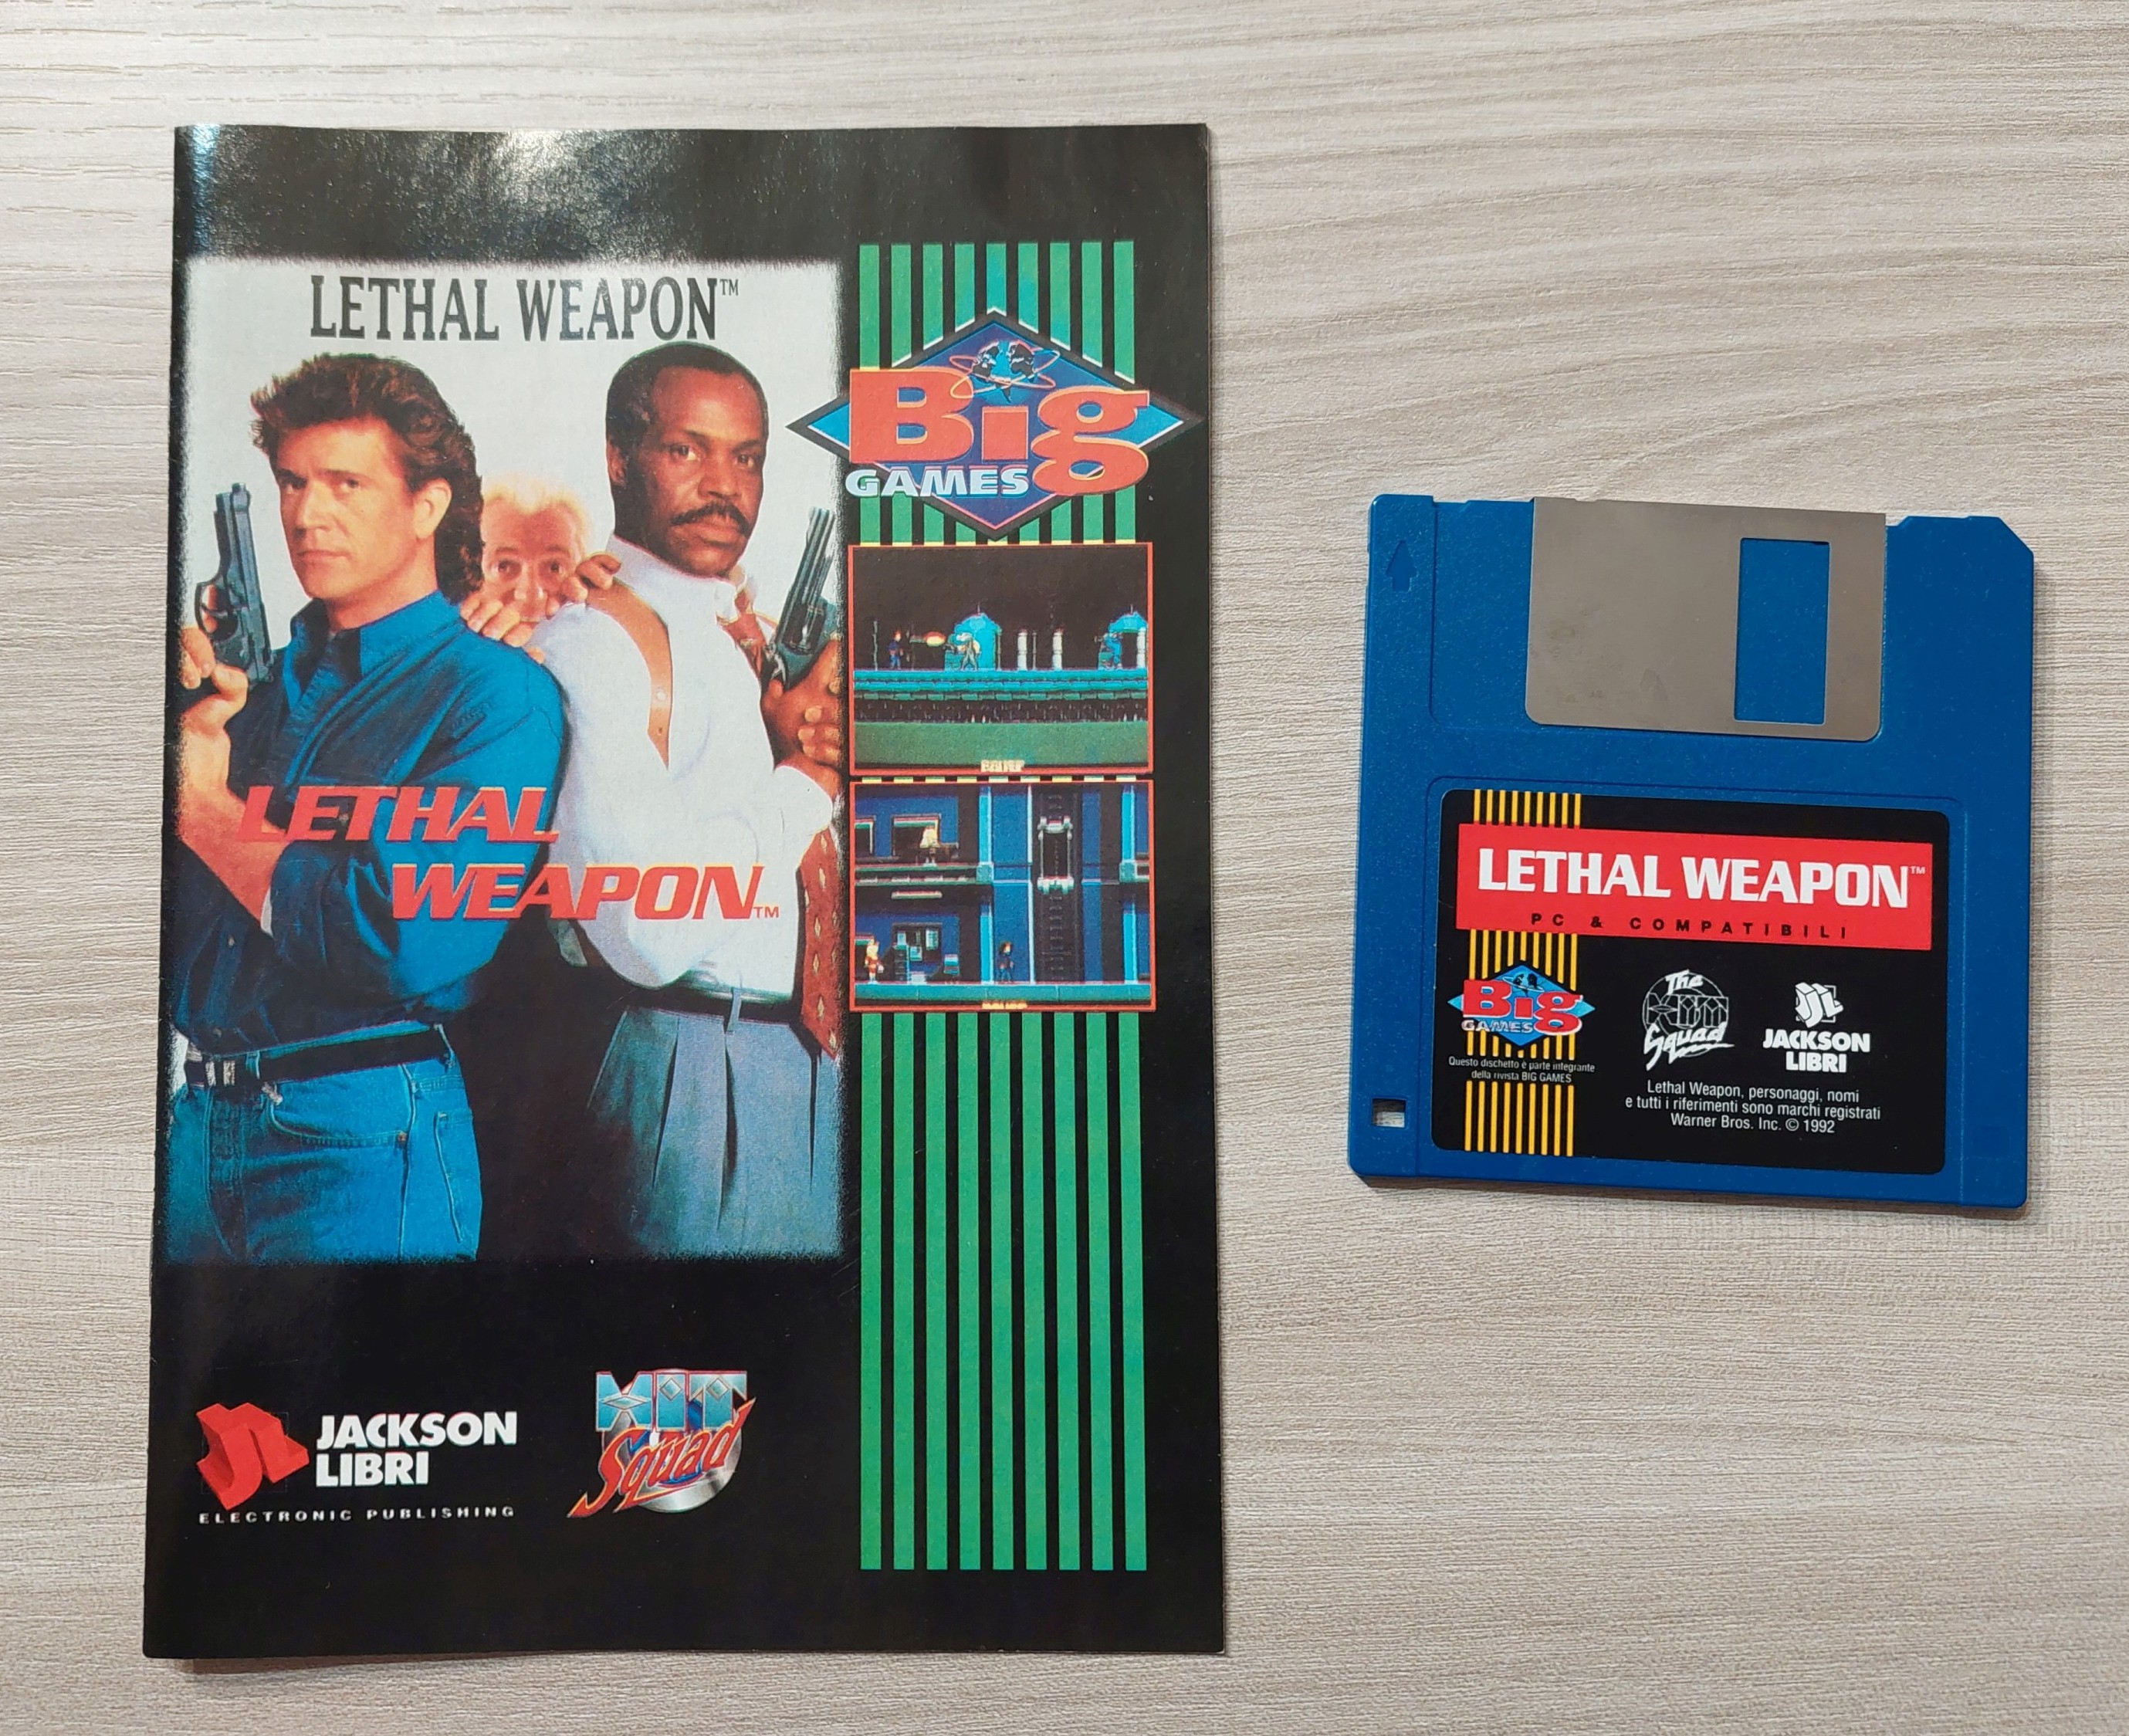 LETHAL WEAPON™
Big
GAMES
LETHAL
WEAPON™
JACKSON
LIBRI
ELECTRONIC PUBLISHING
HIT
Squad
LETHAL WEAPON™
PC & COMPATIBILI
Big
GAMES
Questo dischetto è parte integrante
della rivista BIG GAMES
The
HIT
Squad
JACKSON
LIBRI
Lethal Weapon, personaggi, nomi
e tutti i riferimenti sono marchi registrati
Warner Bros. Inc. © 1992